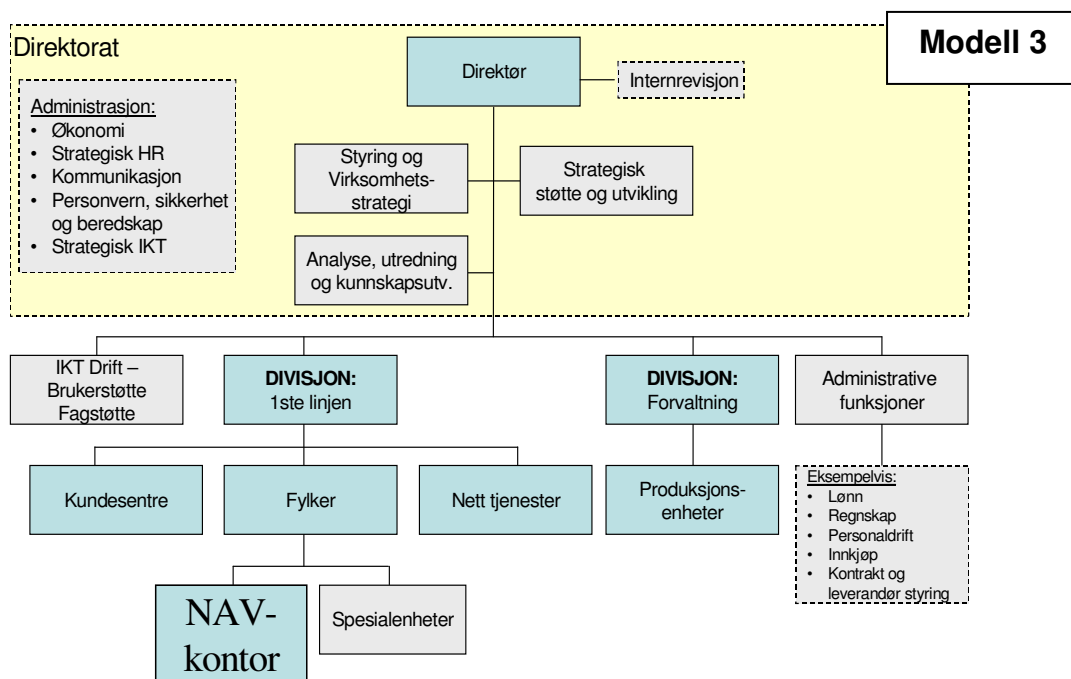 Modell 3
Direktorat
Direktør
Internrevisjon
Administrasjon:
• Økonomi
• Strategisk HR
• Kommunikasjon
• Personvern, sikkerhet
og beredskap
• Strategisk IKT
Styring og
Virksomhets-
strategi
Strategisk
støtte og utvikling
Analyse, utredning
og kunnskapsutv.
IKT Drift –
Brukerstøtte
Fagstøtte
DIVISJON:
1ste linjen
DIVISJON:
Forvaltning
Administrative
funksjoner
Kundesentre
Fylker
Nett tjenester
Produksjons-
enheter
Eksempelvis:
• Lønn
• Regnskap
• Personaldrift
• Innkjøp
• Kontrakt og
leverandør styring
NAV-
kontor
Spesialenheter